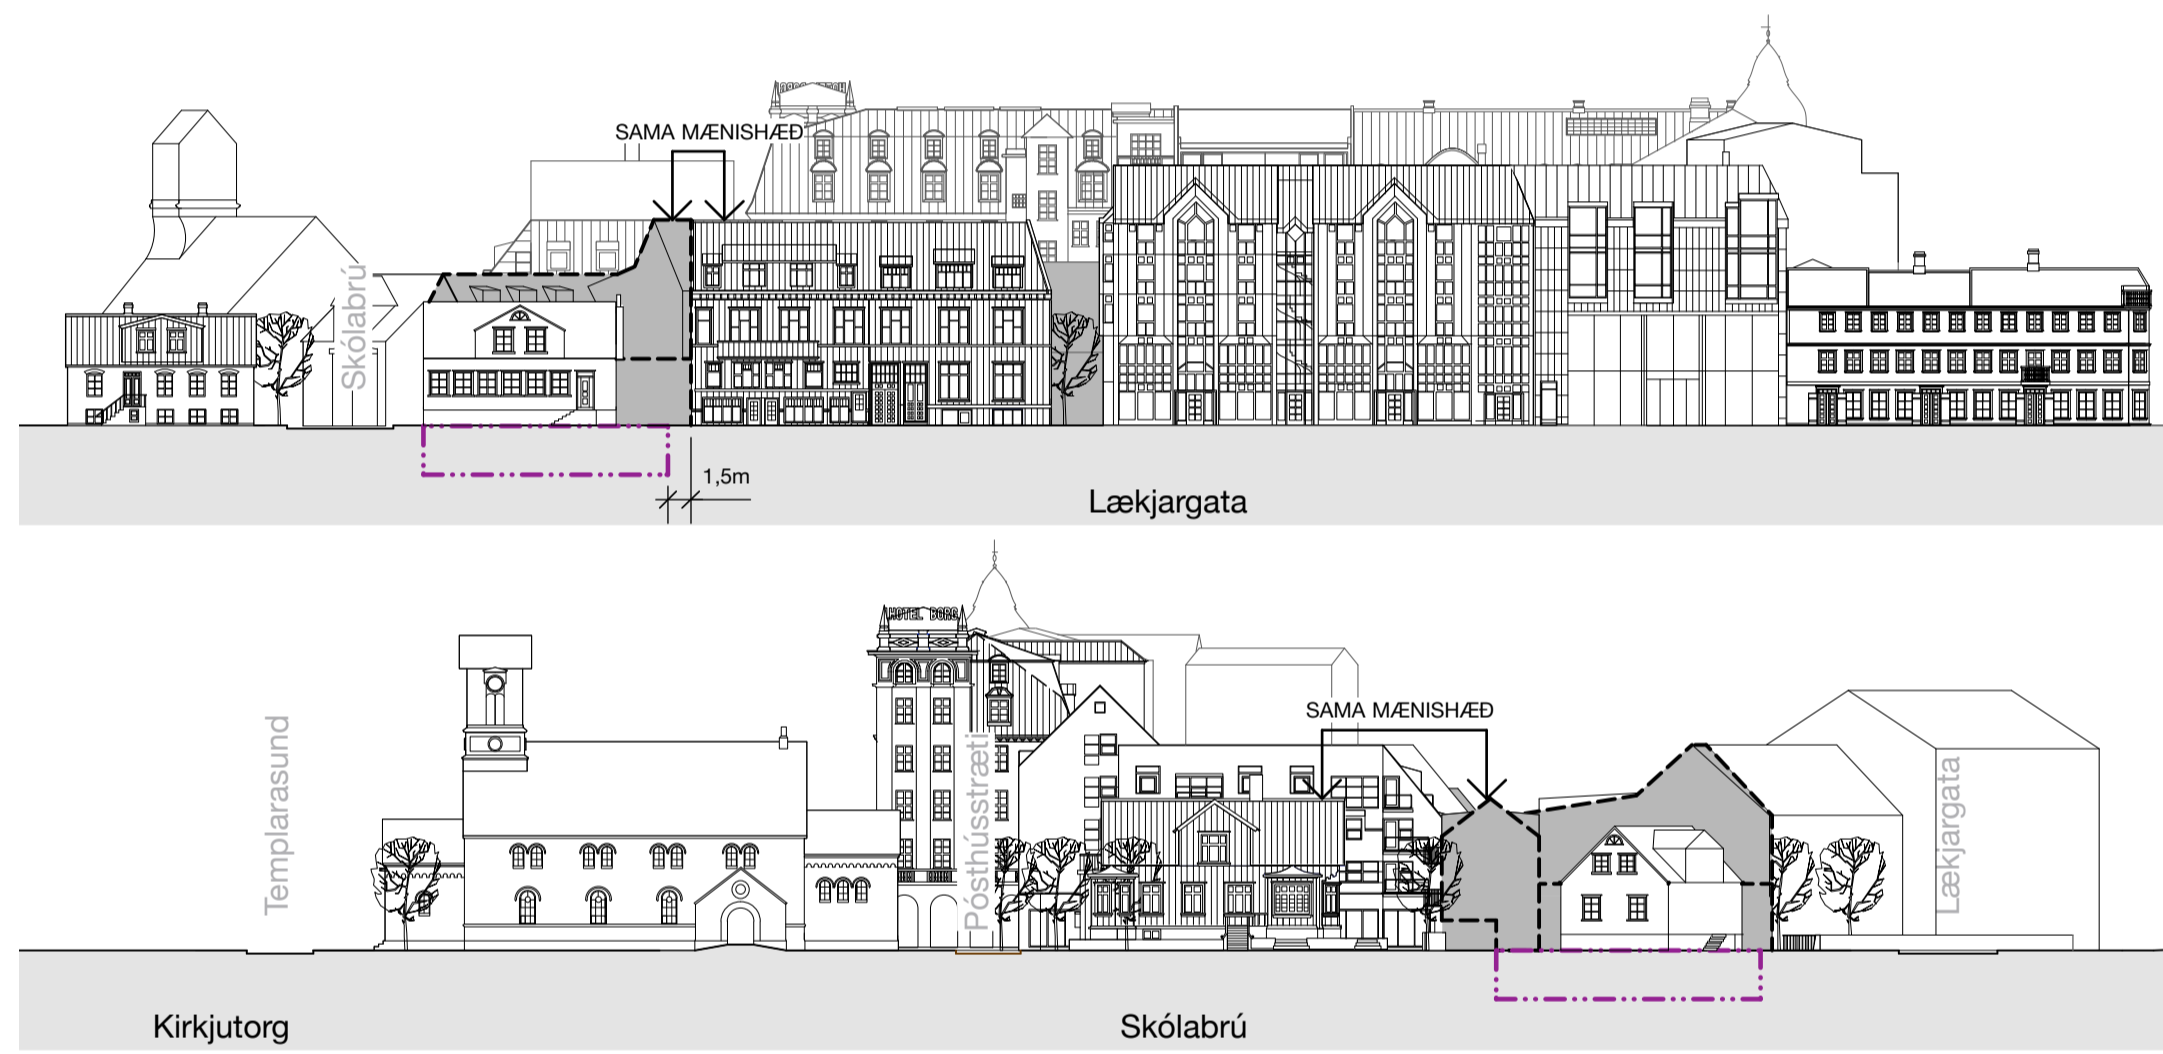 SAMA MÆNISHÆÐ
Skólabrú
1,5m
Lækjargata
HOTEL BORG
SAMA MÆNISHÆÐ
Templarasund
Pósthússtræti
Lækjargata
Kirkjutorg
Skólabrú